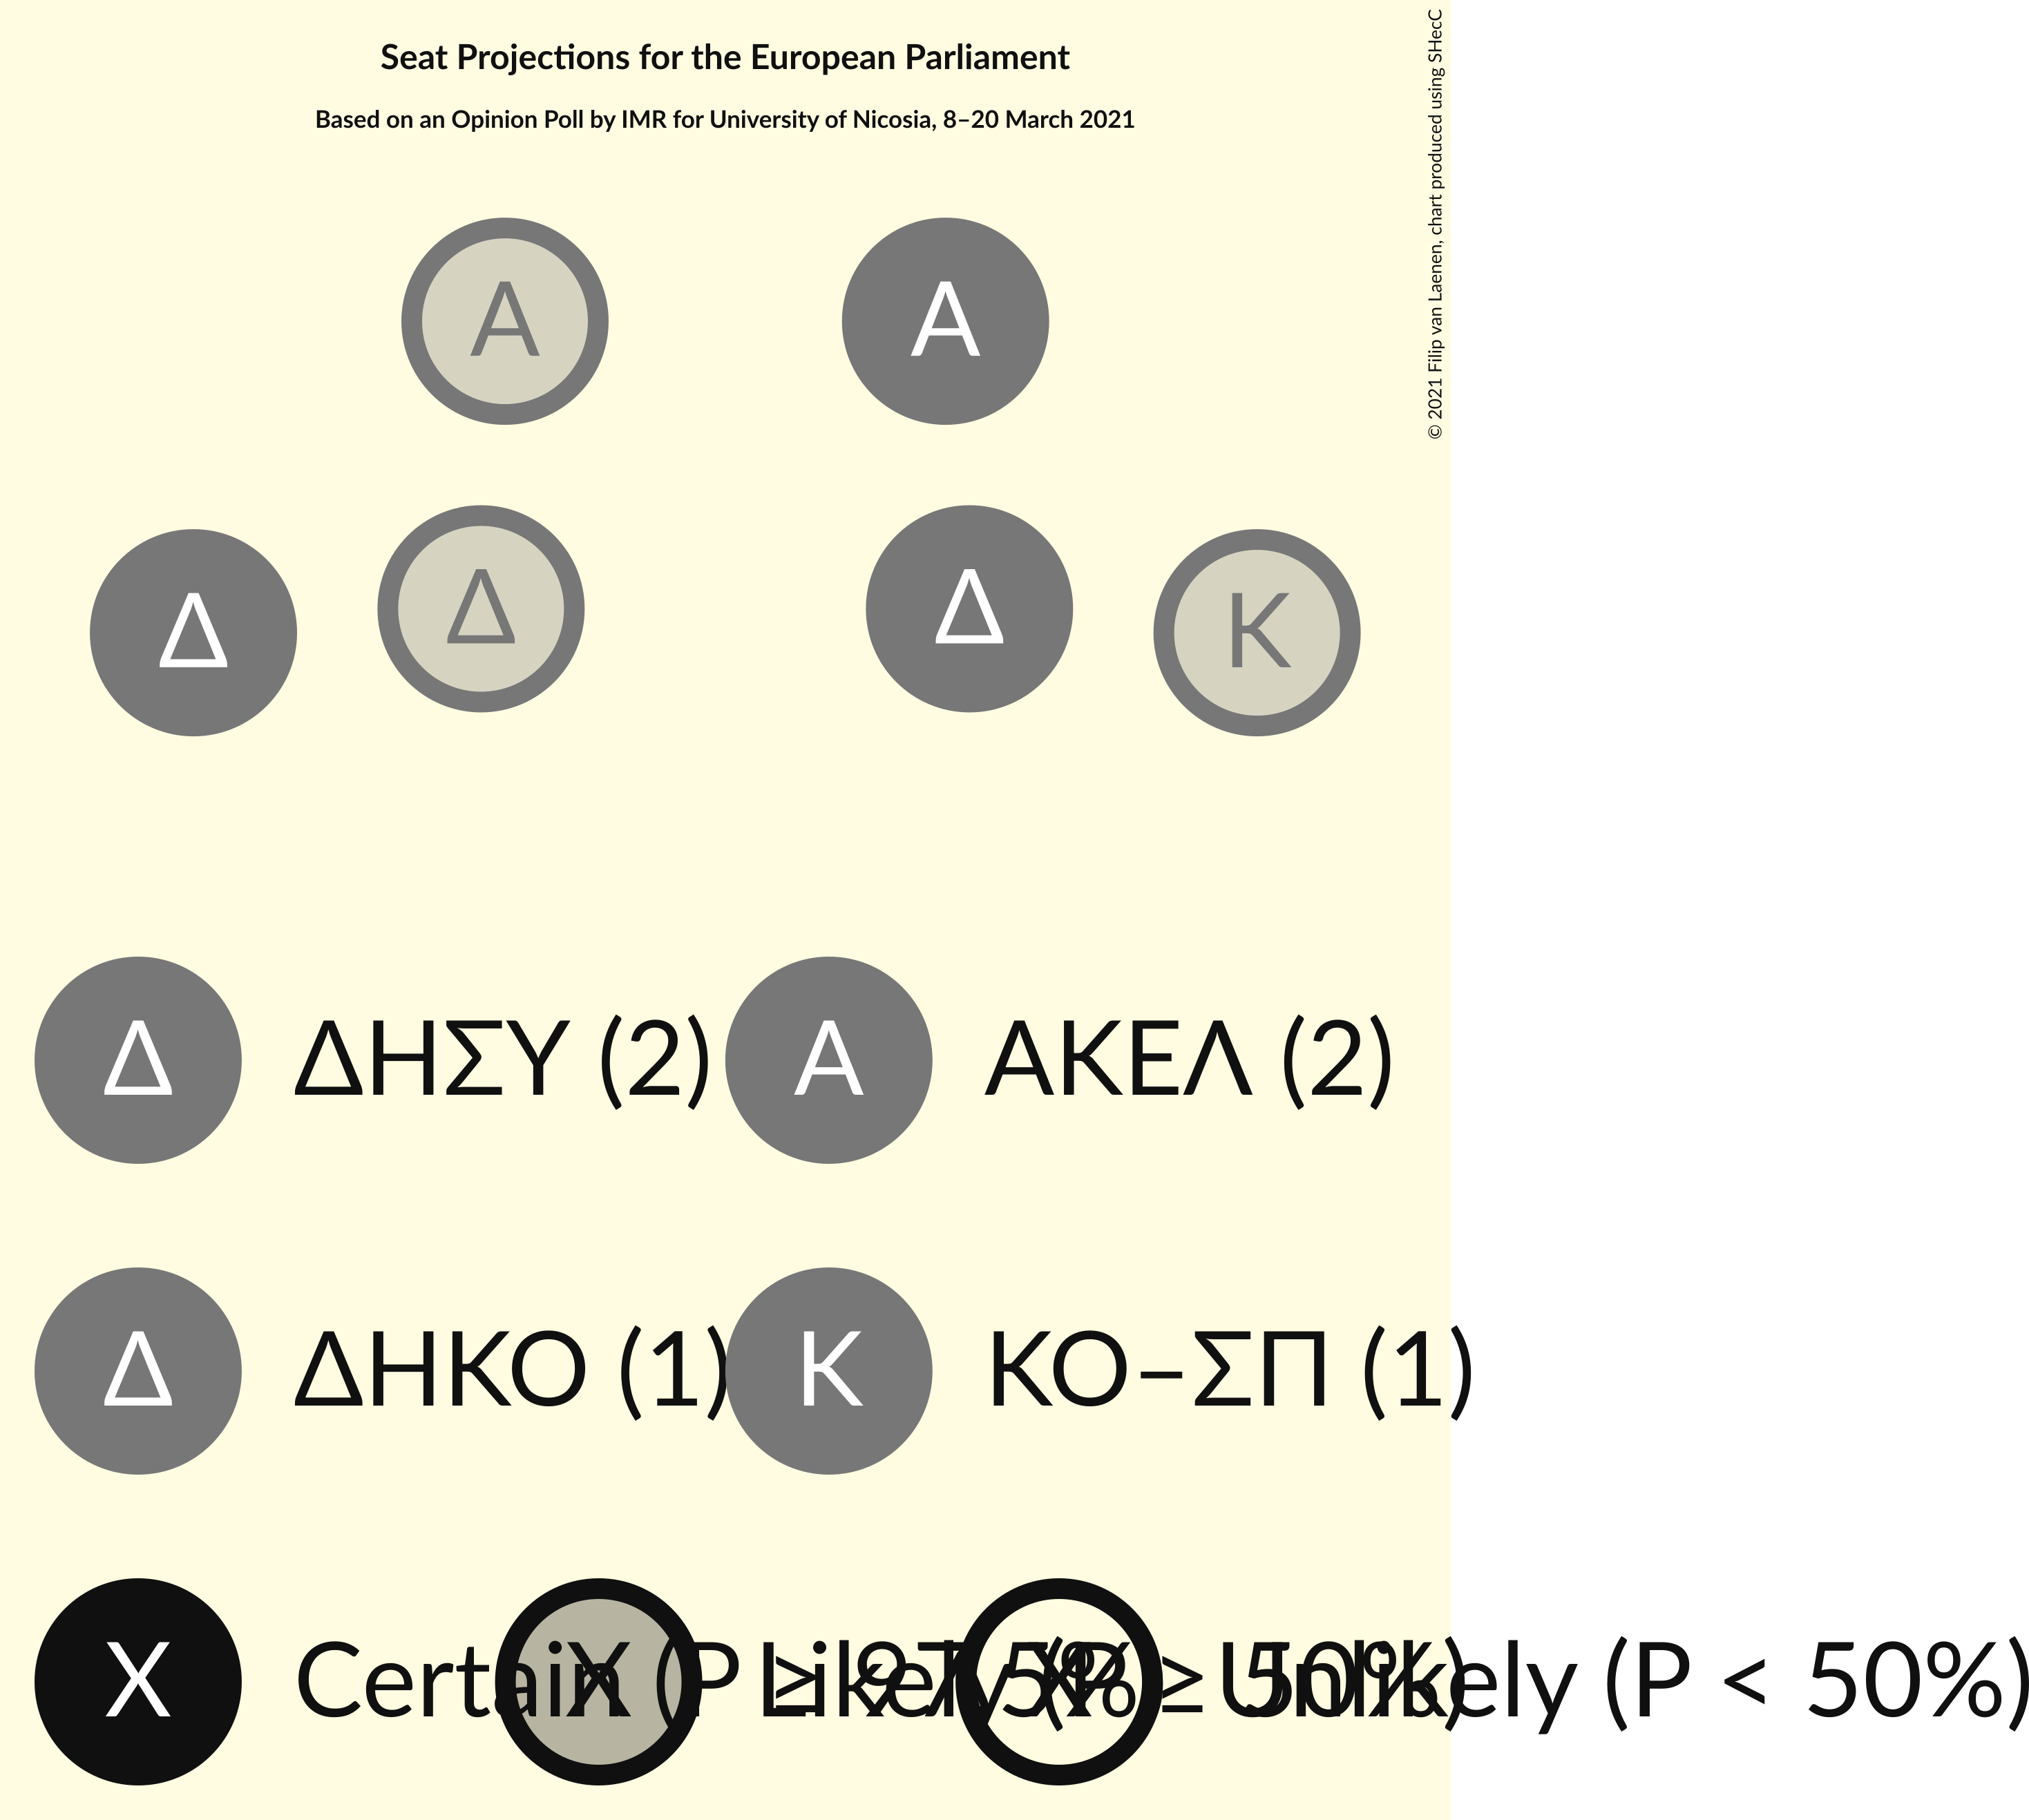 Seat Projections for the European Parliament
Based on an Opinion Poll by IMR for University of Nicosia, 8–20 March 2021
© 2021 Filip van Laenen, chart produced using SHecC
Α Α
Δ Δ Δ Κ
Δ ΔΗΣΥ (2) Α ΑΚΕΛ (2)
Δ ΔΗΚΟ (1) Κ ΚΟ–ΣΠ (1)
X Certain (P ≥ 97.5%) X Likely (P ≥ 50%) X Unlikely (P < 50%)